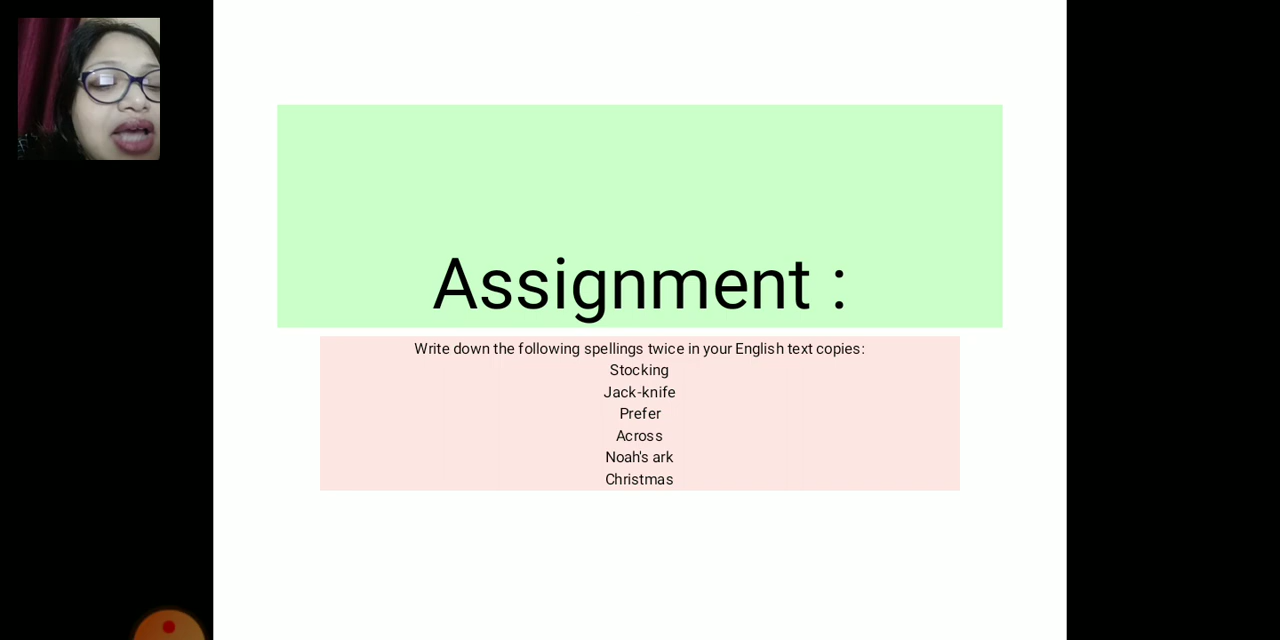 Assignment :
Write down the following spellings twice in your English text copies:
Stocking
Jack-knife
Prefer
Across
Noah's ark
Christmas